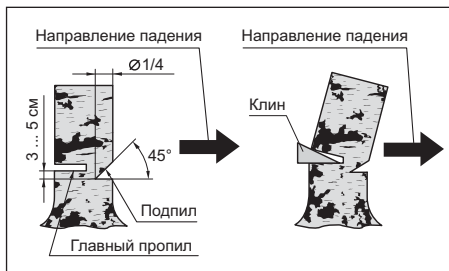 Направление падения
Направление падения
Ø1/4
Клин
3 ... 5 см
45°
Подпил
Главный пропил